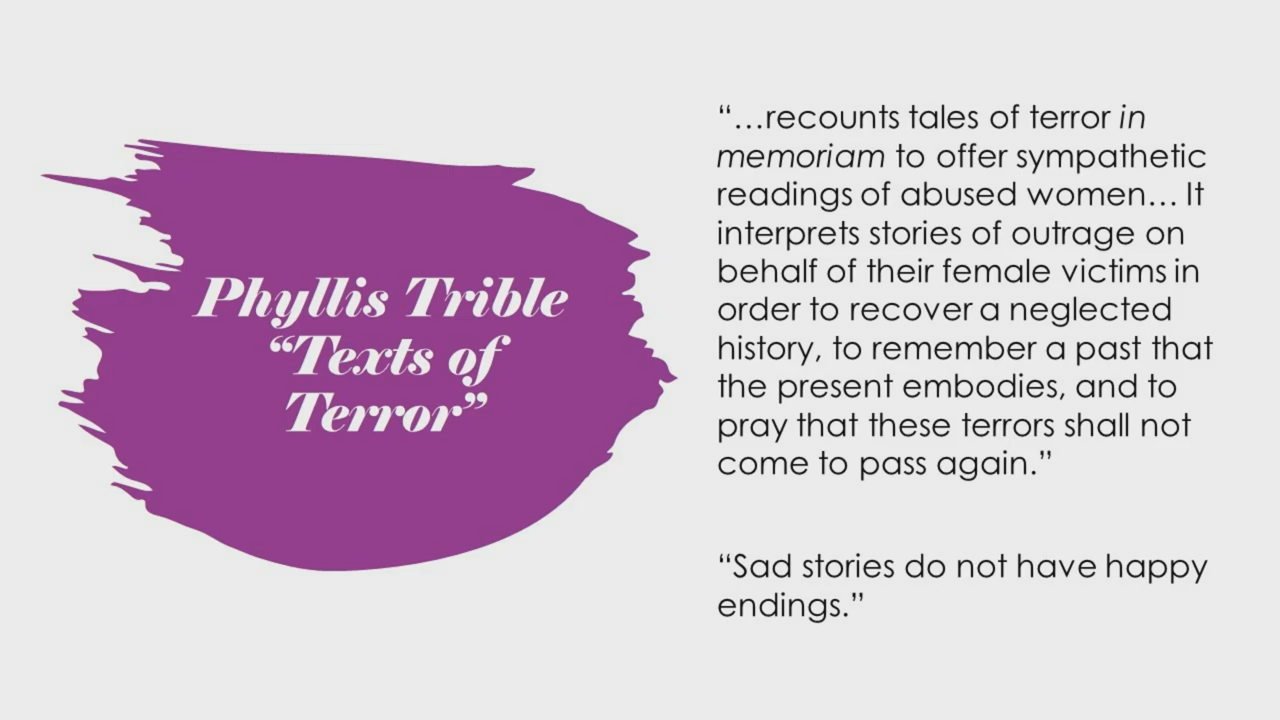 Phyllis Trible
“Texts of
Terror”
“…recounts tales of terror in
memoriam to offer sympathetic
readings of abused women… It
interprets stories of outrage on
behalf of their female victims in
order to recover a neglected
history, to remember a past that
the present embodies, and to
pray that these terrors shall not
come to pass again.”
“Sad stories do not have happy
endings.”